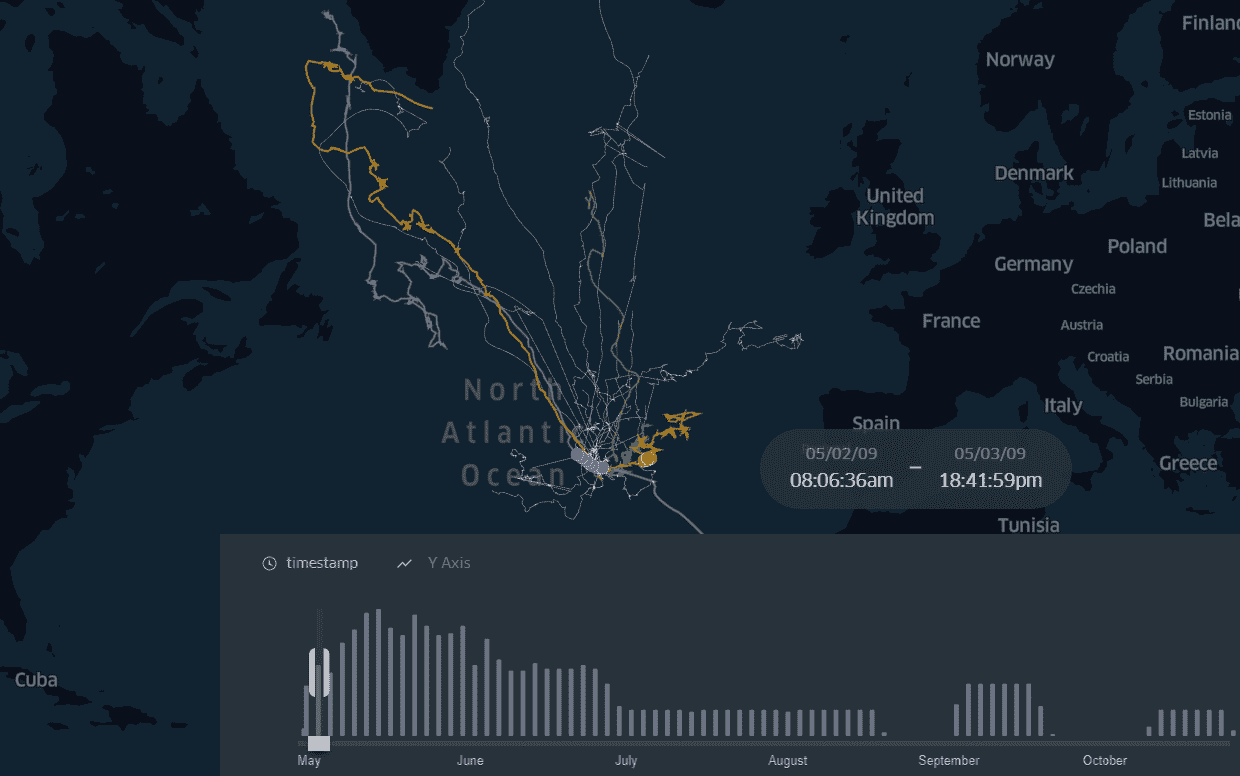 Finland
Norway
Estonia
Latvia
Denmark
Lithuania
United
Kingdom
Bela
Poland
Germany
Czechia
France
Austria
Croatia
Romania
Serbia
North
Italy
Bulgaria
Spain
Atlantic
Ocean
Greece
05/02/09
08:06:36am
–
05/03/09
18:41:59pm
Tunisia
timestamp
Y Axis
Cuba
May
June
July
August
September
October